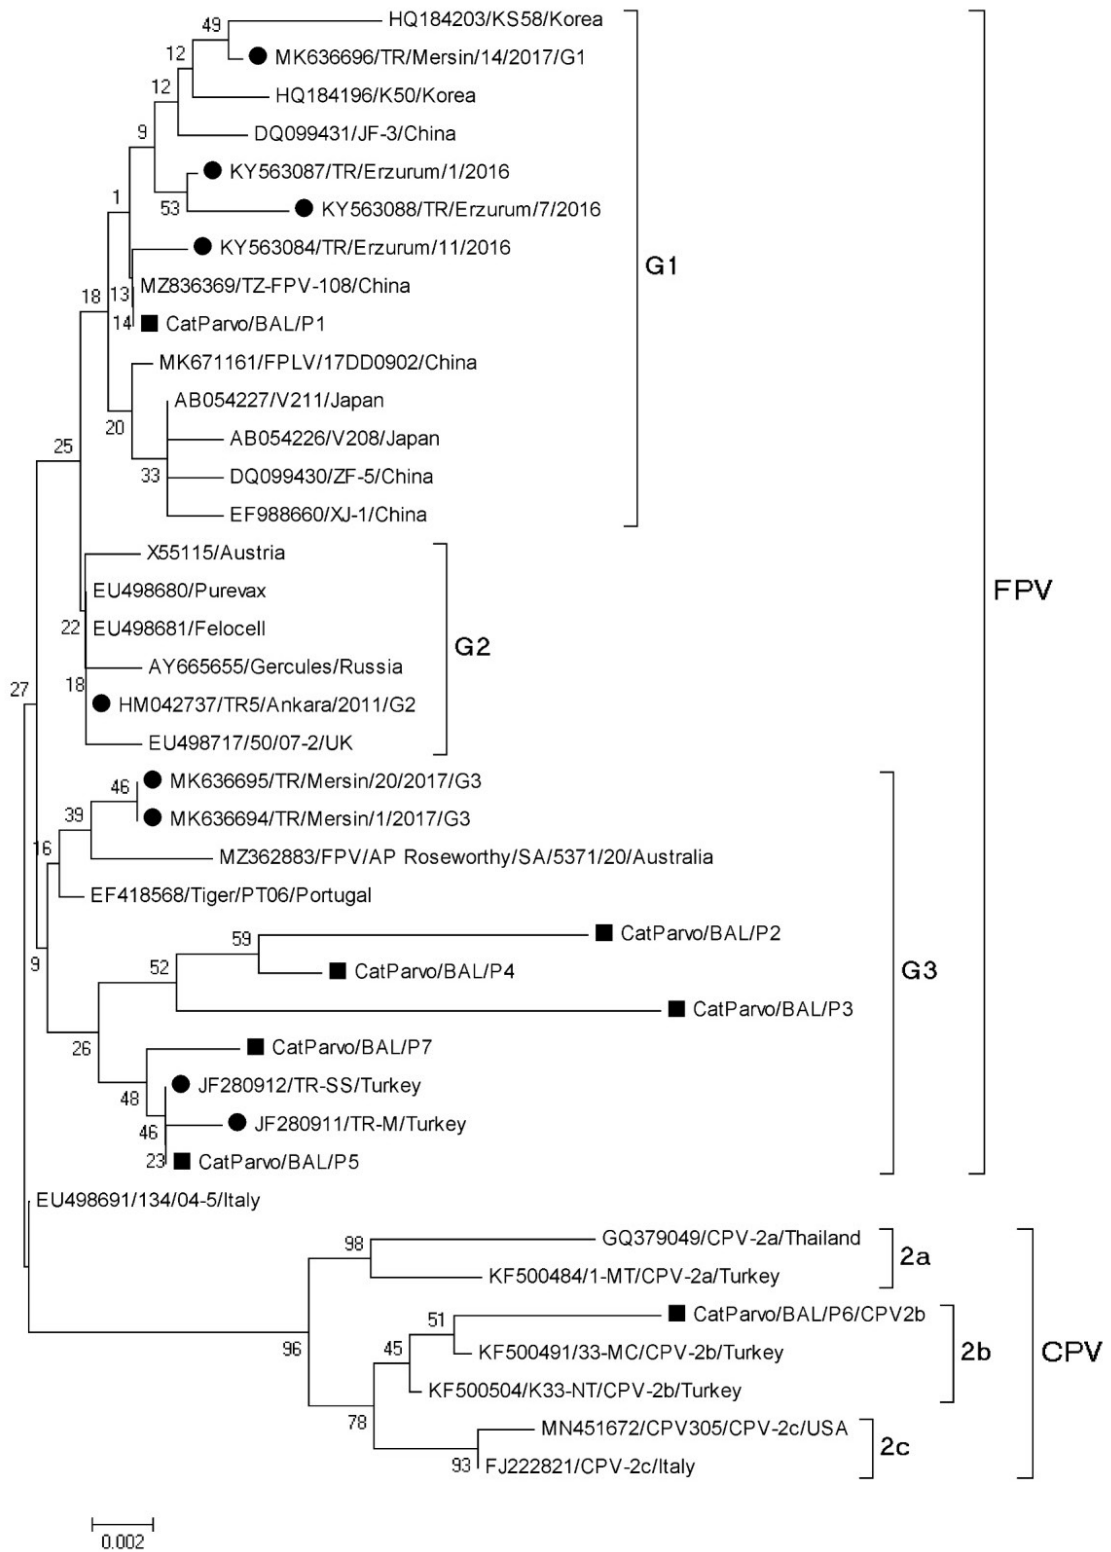 49
HQ184203/KS58/Korea
12
MK636696/TR/Mersin/14/2017/G1
12
HQ184196/K50/Korea
9
DQ099431/JF-3/China
KY563087/TR/Erzurum/1/2016
1
53
KY563088/TR/Erzurum/7/2016
KY563084/TR/Erzurum/11/2016
G1
18
13
MZ836369/TZ-FPV-108/China
14
CatParvo/BAL/P1
MK671161/FPLV/17DD0902/China
AB054227/V211/Japan
20
AB054226/V208/Japan
25
33
DQ099430/ZF-5/China
EF988660/XJ-1/China
X55115/Austria
EU498680/Purevax
FPV
22
EU498681/Felocell
G2
AY665655/Gercules/Russia
27
18
HM042737/TR5/Ankara/2011/G2
EU498717/50/07-2/UK
46
MK636695/TR/Mersin/20/2017/G3
39
MK636694/TR/Mersin/1/2017/G3
16
MZ362883/FPV/AP Roseworthy/SA/5371/20/Australia
EF418568/Tiger/PT06/Portugal
59
CatParvo/BAL/P2
9
52
CatParvo/BAL/P4
G3
CatParvo/BAL/P3
26
CatParvo/BAL/P7
48
JF280912/TR-SS/Turkey
46
JF280911/TR-M/Turkey
23
CatParvo/BAL/P5
EU498691/134/04-5/Italy
98
GQ379049/CPV-2a/Thailand
2a
KF500484/1-MT/CPV-2a/Turkey
51
CatParvo/BAL/P6/CPV2b
96
45
KF500491/33-MC/CPV-2b/Turkey
2b
CPV
KF500504/K33-NT/CPV-2b/Turkey
78
MN451672/CPV305/CPV-2c/USA
2c
93
FJ222821/CPV-2c/Italy
0.002